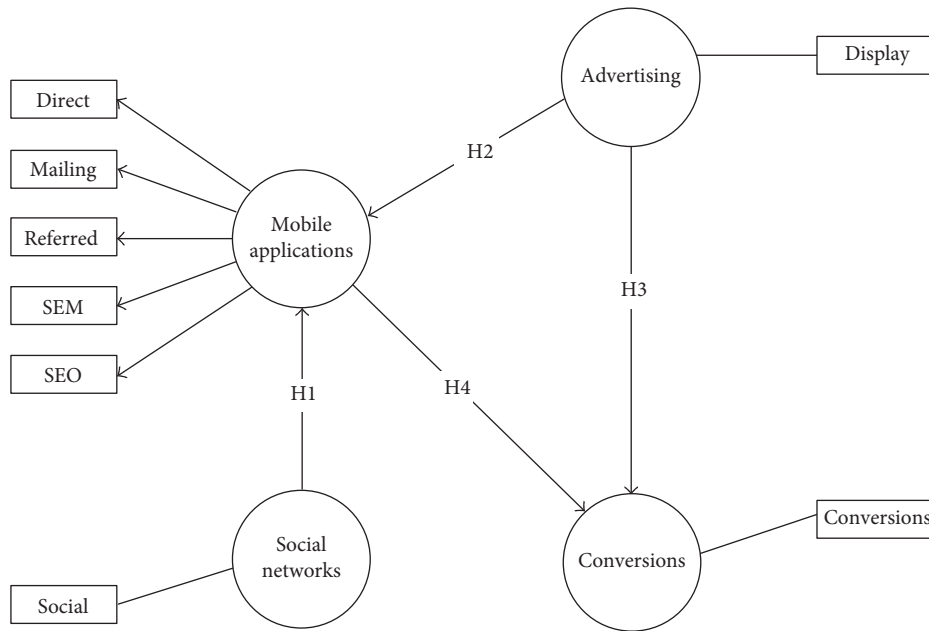 Direct
Mailing
Referred
SEM
SEO
Mobile
applications
H1
Social
networks
Social
H2
Advertising
Display
H3
H4
Conversions
Conversions